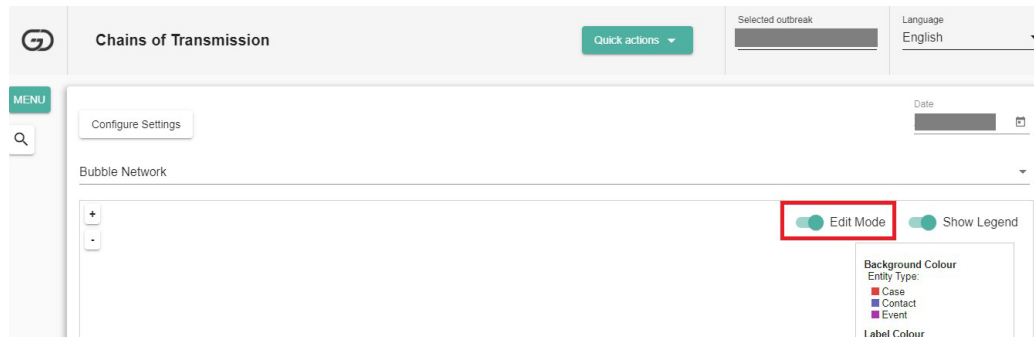 Chains of Transmission
Quick actions
Selected outbreak
Language
English
MENU
Configure Settings
Date
Bubble Network
+
-
Edit Mode
Show Legend
Background Colour
Entity Type:
Case
Contact
Event
Label Colour